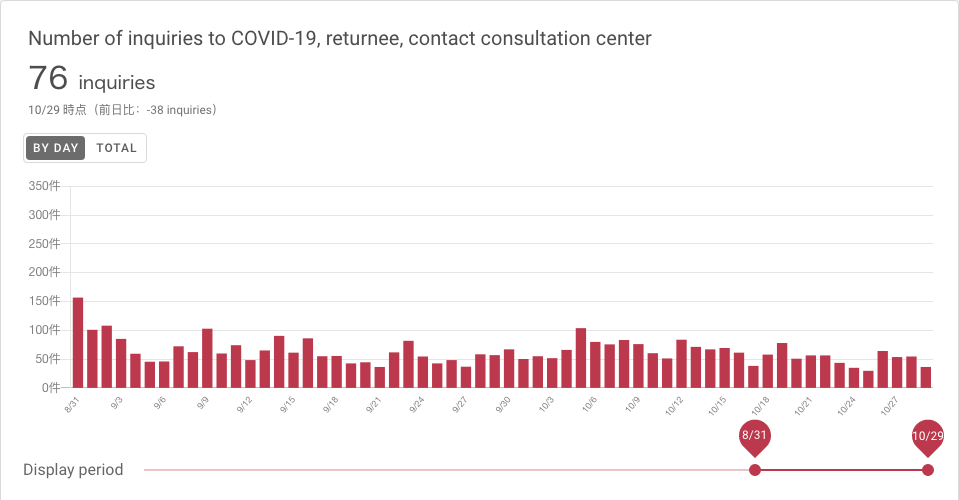 Number of inquiries to COVID-19, returnee, contact consultation center
76 inquiries
10/29 時点（前日比：-38 inquiries）
BY DAY TOTAL
350件
300件
250件
200件
150件
100件
50件
0件
8/31 9/3 9/6 9/9 9/12 9/15 9/18 9/21 9/24 9/27 9/30 10/3 10/6 10/9 10/12 10/15 10/18 10/21 10/24 10/27
8/31 10/29
Display period